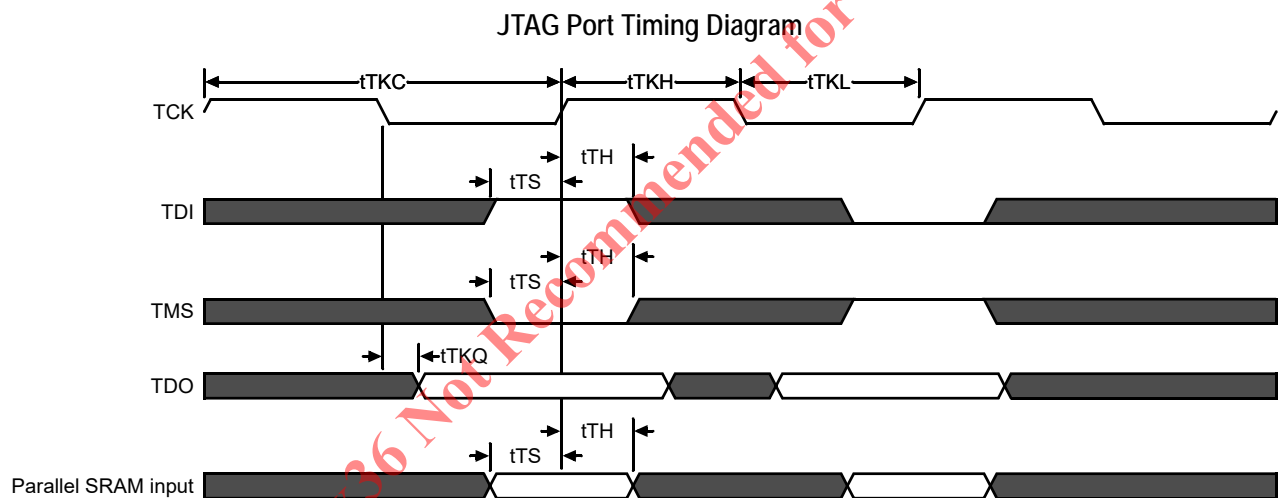 JTAG Port Timing Diagram
tTKC tTKH tTKL
TCK
tTH
tTS
TDI
tTH
tTS
TMS
tTKQ
TDO
tTH
tTS
Parallel SRAM input
36 Not Recommended for